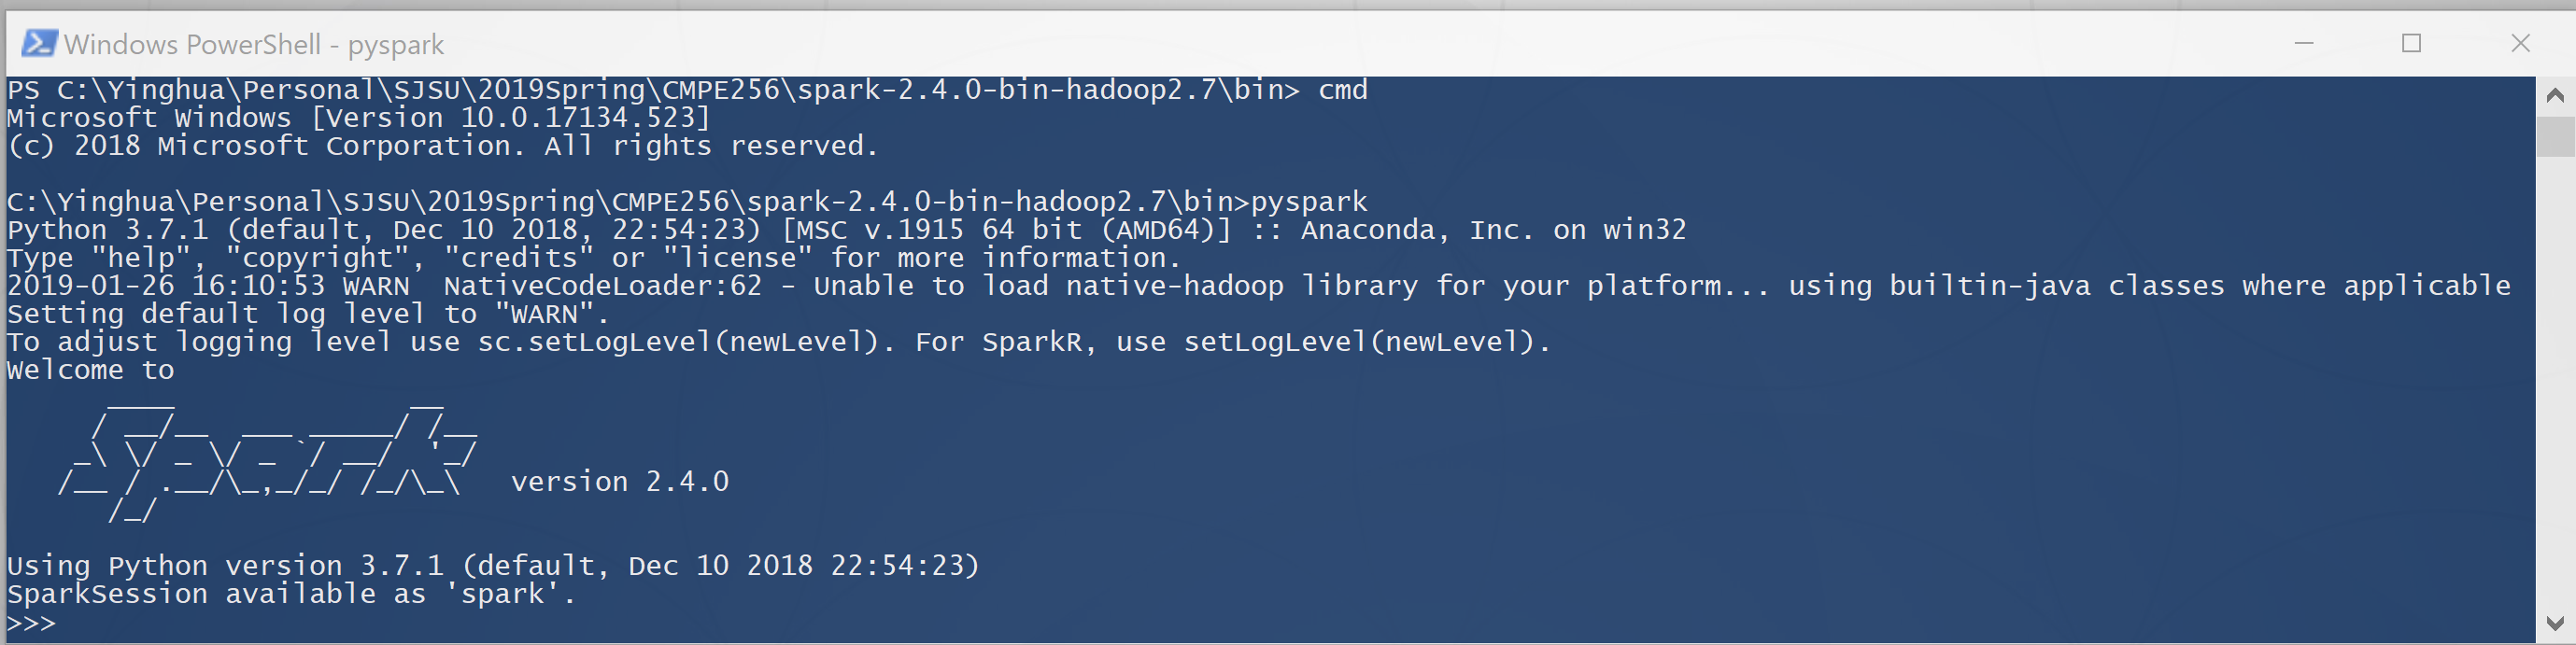 Windows PowerShell - pyspark
PS C:\Yinghua\Personal\SJSU\2019Spring\CMPE256\spark-2.4.0-bin-hadoop2.7\bin> cmd
Microsoft Windows [Version 10.0.17134.523]
(c) 2018 Microsoft Corporation. All rights reserved.

C:\Yinghua\Personal\SJSU\2019Spring\CMPE256\spark-2.4.0-bin-hadoop2.7\bin>pyspark
Python 3.7.1 (default, Dec 10 2018, 22:54:23) [MSC v.1915 64 bit (AMD64)] :: Anaconda, Inc. on win32
Type "help", "copyright", "credits" or "license" for more information.
2019-01-26 16:10:53 WARN  NativeCodeLoader:62 - Unable to load native-hadoop library for your platform... using builtin-java classes where applicable
Setting default log level to "WARN".
To adjust logging level use sc.setLogLevel(newLevel). For SparkR, use setLogLevel(newLevel).
Welcome to
      ____              __
     / __/__  ___ _____/ /__
    _\ \/ _ \/ _ `/ __/  '_/
   /__ / .__/\_,_/_/ /_/\_\   version 2.4.0
      /_/

Using Python version 3.7.1 (default, Dec 10 2018 22:54:23)
SparkSession available as 'spark'.
>>>